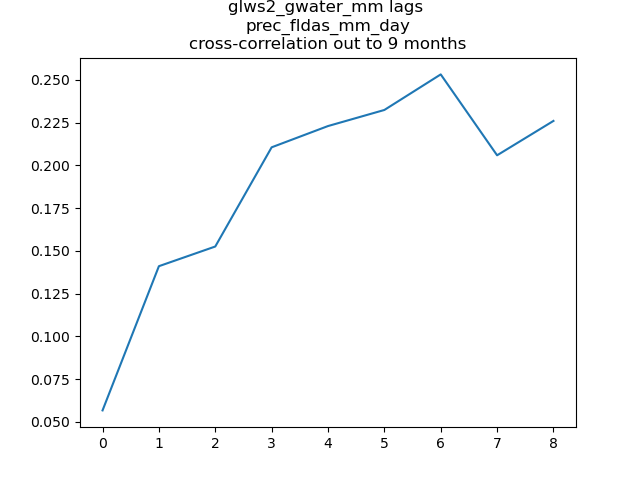 glws2_gwater_mm lags
prec_fldas_mm_day
cross-correlation out to 9 months
0.250
0.225
0.200
0.175
0.150
0.125
0.100
0.075
0.050
0 1 2 3 4 5 6 7 8